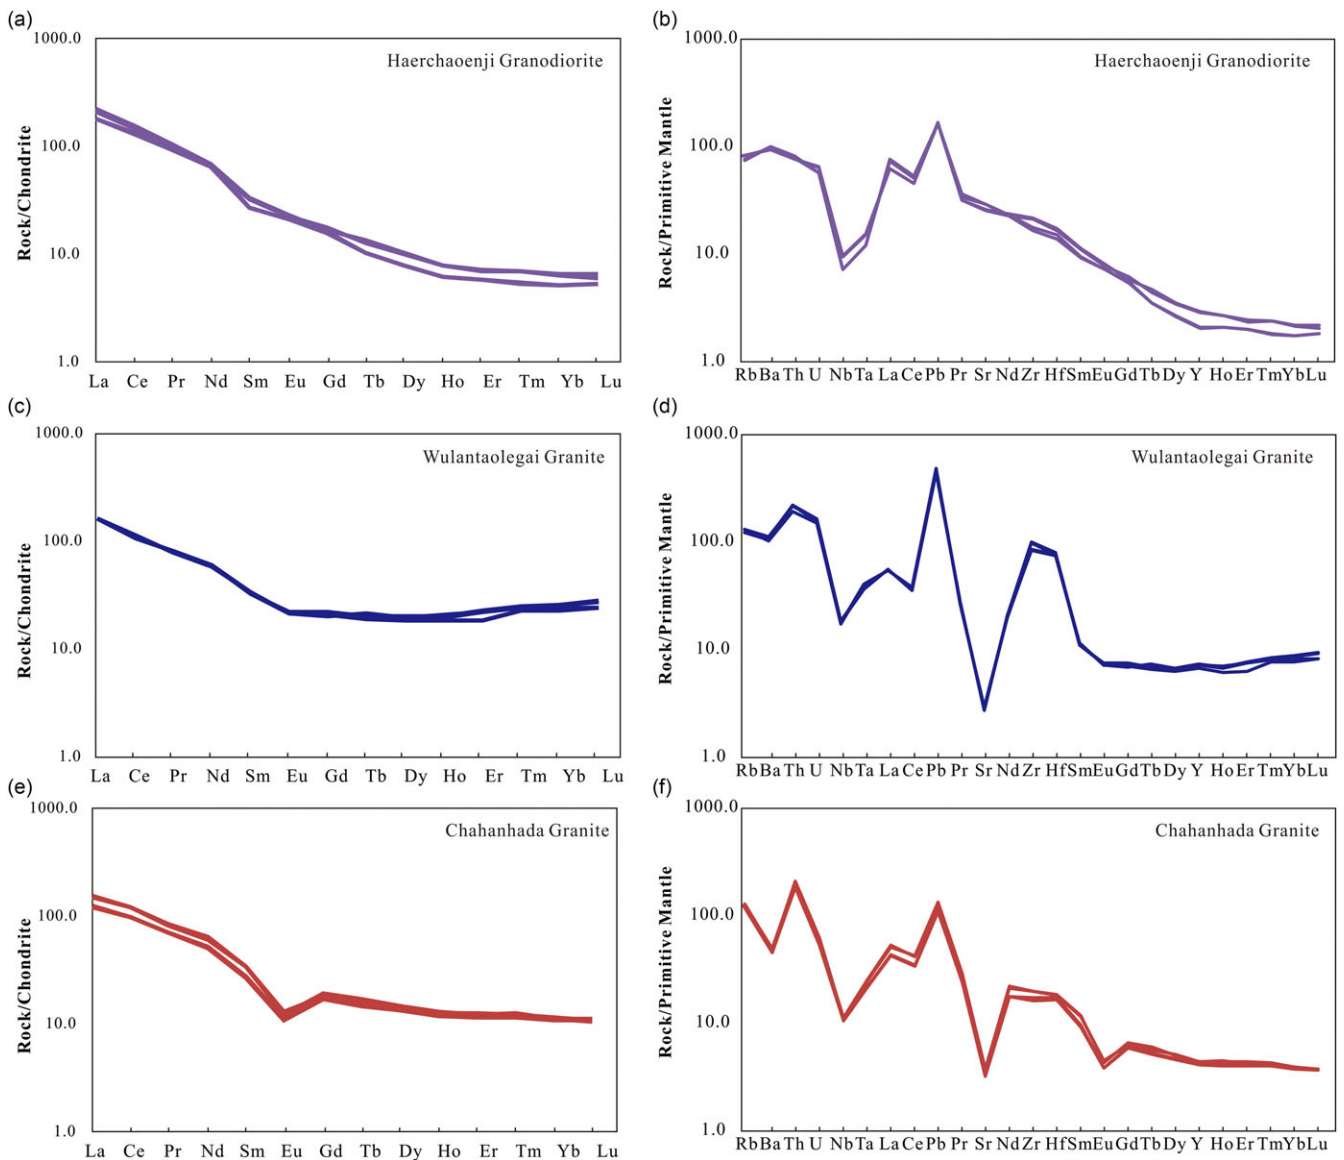 (a)
1000.0
100.0
10.0
1.0
Rock/Chondrite
Haerchaoenji Granodiorite
La Ce Pr Nd Sm Eu Gd Tb Dy Ho Er Tm Yb Lu
(b)
1000.0
100.0
10.0
1.0
Rock/Primitive Mantle
Haerchaoenji Granodiorite
Rb Ba Th U Nb Ta La Ce Pb Pr Sr Nd Zr Hf Sm Eu Gd Tb Dy Y Ho Er Tm Yb Lu
(c)
1000.0
100.0
10.0
1.0
Rock/Chondrite
Wulantaolegai Granite
La Ce Pr Nd Sm Eu Gd Tb Dy Ho Er Tm Yb Lu
(d)
1000.0
100.0
10.0
1.0
Rock/Primitive Mantle
Wulantaolegai Granite
Rb Ba Th U Nb Ta La Ce Pb Pr Sr Nd Zr Hf Sm Eu Gd Tb Dy Y Ho Er Tm Yb Lu
(e)
1000.0
100.0
10.0
1.0
Rock/Chondrite
Chahanhada Granite
La Ce Pr Nd Sm Eu Gd Tb Dy Ho Er Tm Yb Lu
(f)
1000.0
100.0
10.0
1.0
Rock/Primitive Mantle
Chahanhada Granite
Rb Ba Th U Nb Ta La Ce Pb Pr Sr Nd Zr Hf Sm Eu Gd Tb Dy Y Ho Er Tm Yb Lu